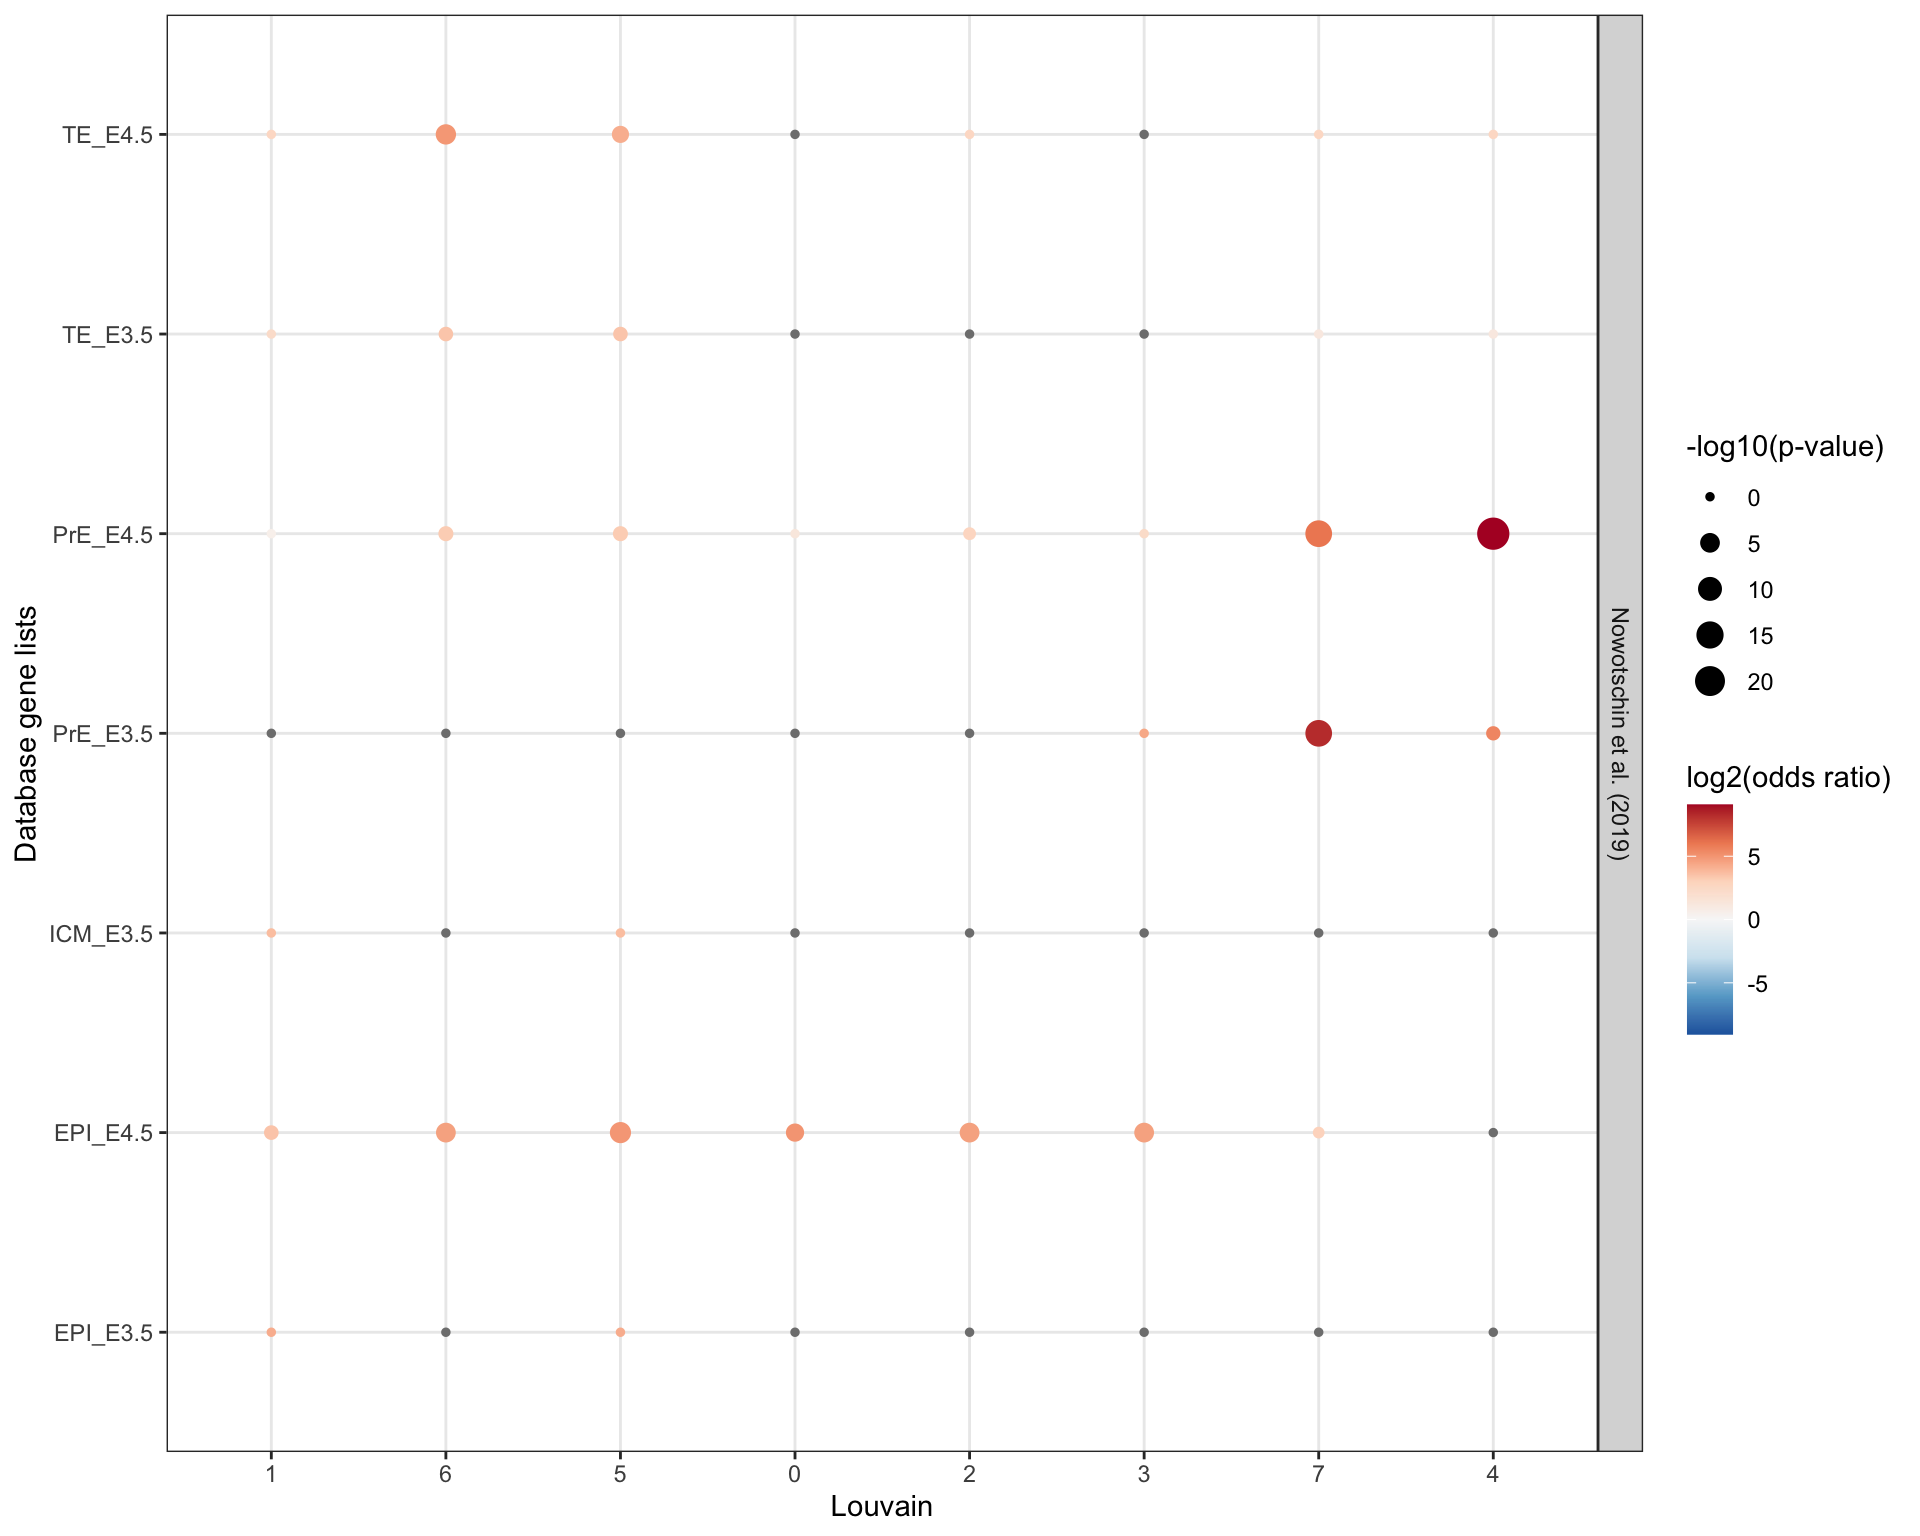 Database gene lists
TE_E4.5
TE_E3.5
PrE_E4.5
PrE_E3.5
ICM_E3.5
EPI_E4.5
EPI_E3.5
1 6 5 0 2 3 7 4
Louvain
Nowotschin et al. (2019)
-log10(p-value)
0
5
10
15
20
log2(odds ratio)
5
0
-5